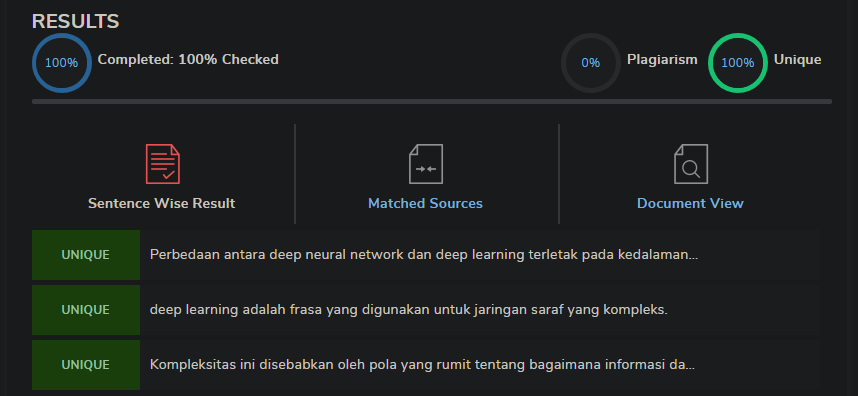 RESULTS
100% Completed: 100% Checked 0% Plagiarism 100% Unique
Sentence Wise Result Matched Sources Document View
UNIQUE Perbedaan antara deep neural network dan deep learning terletak pada kedalaman...
UNIQUE deep learning adalah frasa yang digunakan untuk jaringan saraf yang kompleks.
UNIQUE Kompleksitas ini disebabkan oleh pola yang rumit tentang bagaimana informasi da...